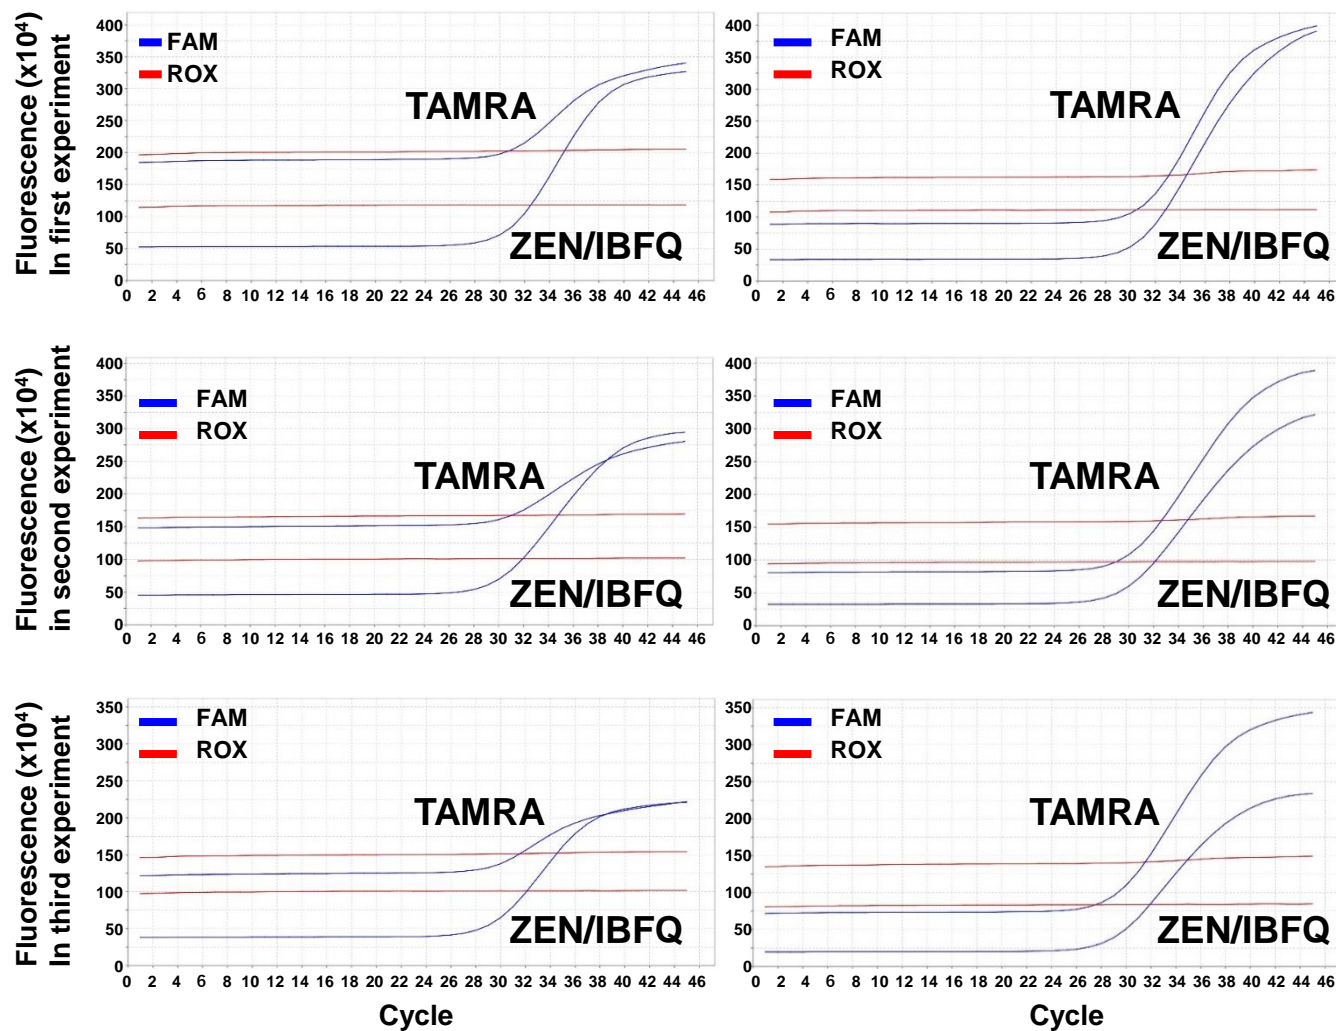 Fluorescence (x10⁴)
In first experiment
400
350
300
250
200
150
100
50
0
FAM
ROX
TAMRA
ZEN/IBFQ
0 2 4 6 8 10 12 14 16 18 20 22 24 26 28 30 32 34 36 38 40 42 44 46
400
350
300
250
200
150
100
50
0
FAM
ROX
TAMRA
ZEN/IBFQ
0 2 4 6 8 10 12 14 16 18 20 22 24 26 28 30 32 34 36 38 40 42 44 46
Fluorescence (x10⁴)
in second experiment
400
350
300
250
200
150
100
50
0
FAM
ROX
TAMRA
ZEN/IBFQ
0 2 4 6 8 10 12 14 16 18 20 22 24 26 28 30 32 34 36 38 40 42 44 46
400
350
300
250
200
150
100
50
0
FAM
ROX
TAMRA
ZEN/IBFQ
0 2 4 6 8 10 12 14 16 18 20 22 24 26 28 30 32 34 36 38 40 42 44 46
Fluorescence (x10⁴)
In third experiment
350
300
250
200
150
100
50
0
FAM
ROX
TAMRA
ZEN/IBFQ
0 2 4 6 8 10 12 14 16 18 20 22 24 26 28 30 32 34 36 38 40 42 44 46
Cycle
350
300
250
200
150
100
50
0
FAM
ROX
TAMRA
ZEN/IBFQ
0 2 4 6 8 10 12 14 16 18 20 22 24 26 28 30 32 34 36 38 40 42 44 46
Cycle